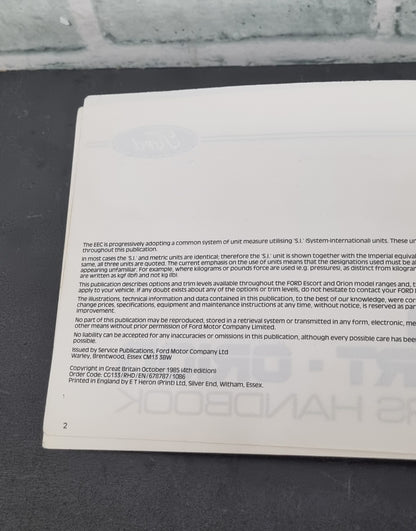 The EEC is progressively adopting a common system of unit measure utilising 'S.I.' (System-International) units. These un
throughout this publication.
In most cases the 'S.I.' and metric units are identical; therefore the 'S.I.' unit is shown together with the Imperial equival
same, all three units are quoted. The current emphasis on the use of units means that the designations used must be al
appearing unfamiliar. For example, where kilograms or pounds force are used (e.g. pressures), as distinct from kilogram
are written as kgf (lbf) and not kg (lb).
This publication describes options and trim levels available throughout the FORD Escort and Orion model ranges and, t
apply to your vehicle. If any doubt exists about any of the options or trim levels, do not hesitate to contact your FORD
The illustrations, technical information and data contained in this publication, to the best of our knowledge, were cor
change prices, specifications, equipment and maintenance instructions at any time, without notice, is reserved as par
improvement.
No part of this publication may be reproduced, stored in a retrieval system or transmitted in any form, electronic, me
other means without prior permission of Ford Motor Company Limited.
No liability can be accepted for any inaccuracies or omissions in this publication, although every possible care has been
possible.
Issued by Service Publications, Ford Motor Company Ltd
Warley, Brentwood, Essex CM13 3BW
Copyright in Great Britain October 1985 (4th edition)
Order Code: CG133/RHD/EN/678787/1086
Printed in England by E T Heron (Print) Ltd, Silver End, Witham, Essex.
2